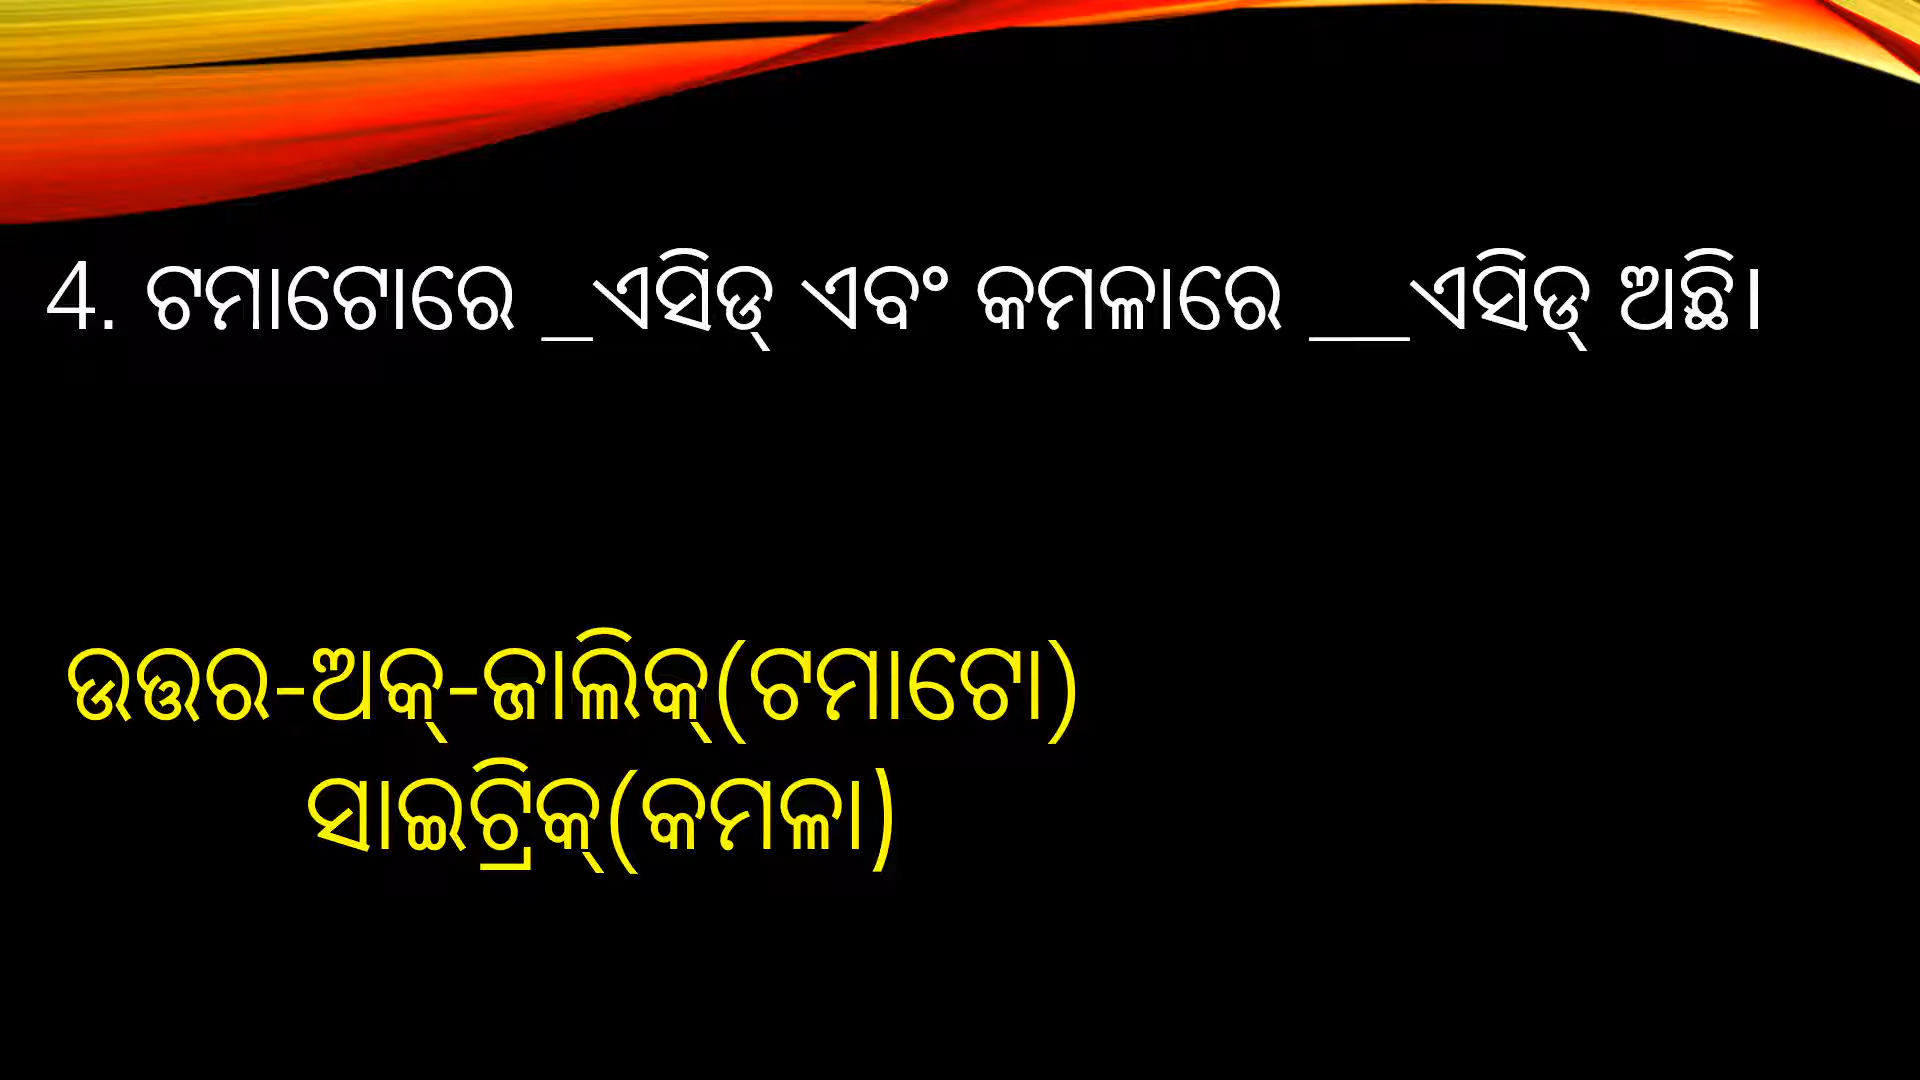 4. ଟମାଟୋରେ _ଏସିଡ୍ ଏବଂ କମଳାରେ __ଏସିଡ୍ ଅଛି।
ଉତ୍ତର-ଅକ୍-ଜାଲିକ୍(ଟମାଟୋ)
ସାଇଟ୍ରିକ୍(କମଳା)